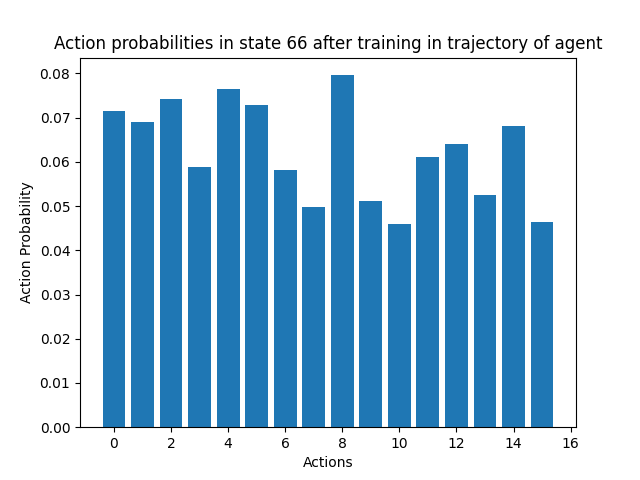 Action probabilities in state 66 after training in trajectory of agent
0.08
0.07
0.06
0.05
0.04
0.03
0.02
0.01
0.00
Action Probability
0 2 4 6 8 10 12 14 16
Actions